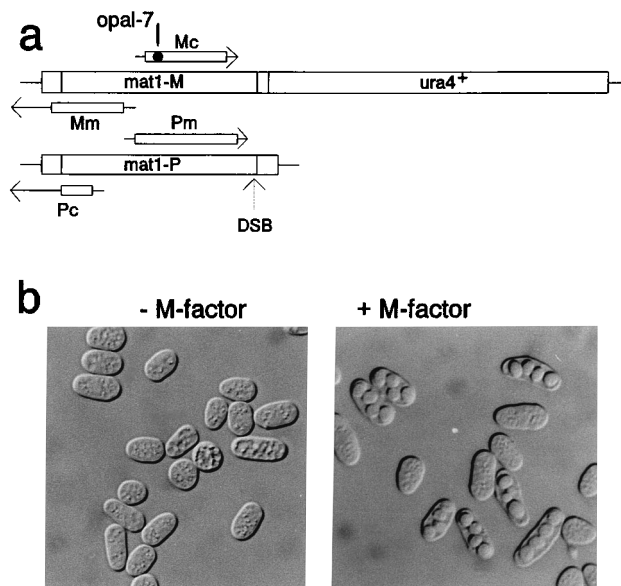 a
opal-7
Mc
mat1-M
ura4+
Mm
Pm
mat1-P
Pc
DSB
b
- M-factor
+ M-factor